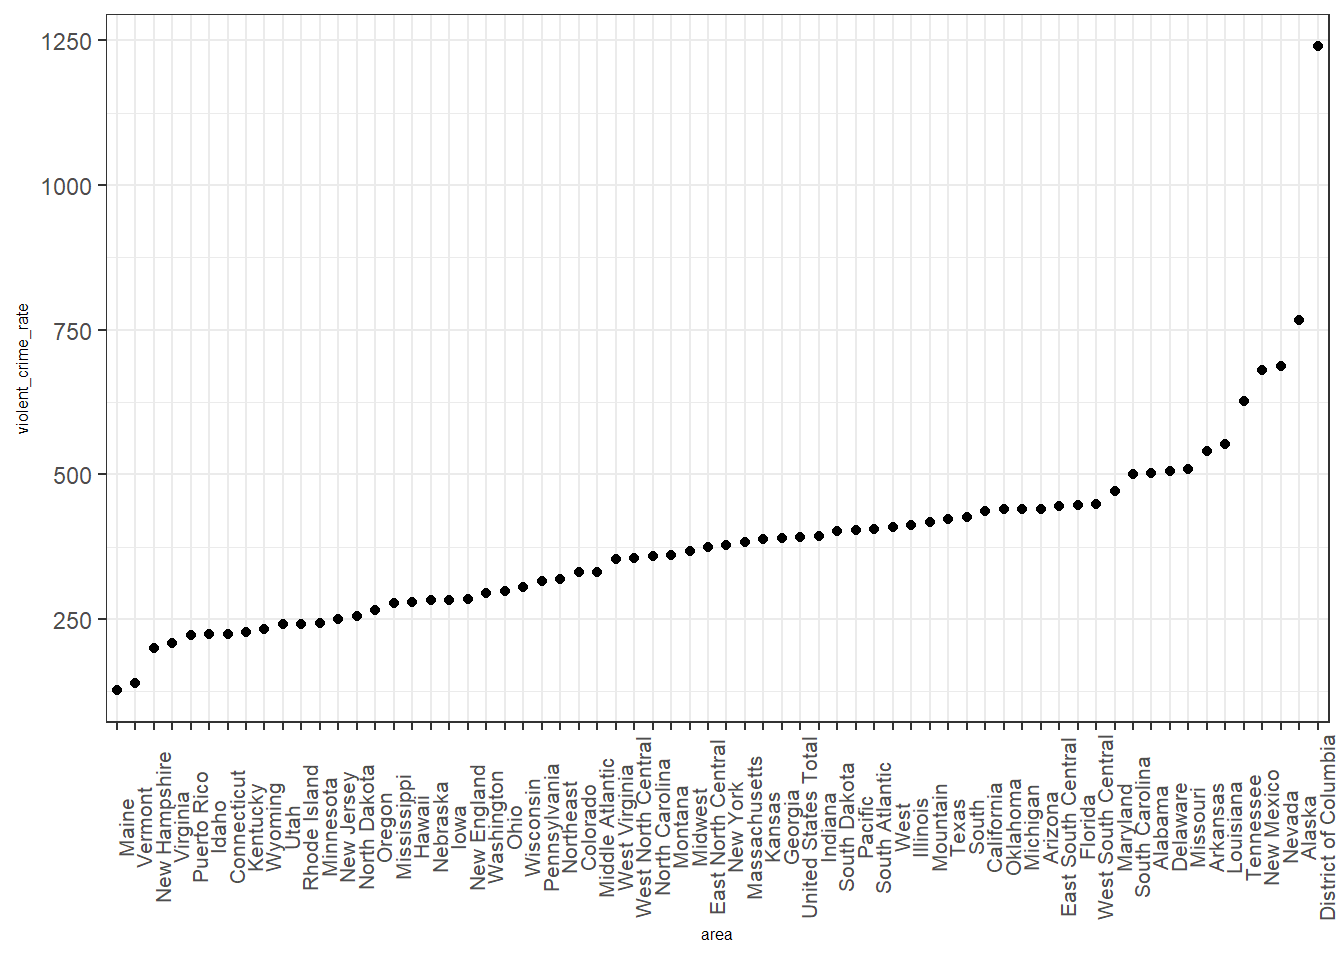 1250
1000
750
500
250
violent_crime_rate
Maine
Vermont
New Hampshire
Virginia
Puerto Rico
Idaho
Connecticut
Kentucky
Wyoming
Utah
Rhode Island
Minnesota
New Jersey
North Dakota
Oregon
Mississippi
Hawaii
Nebraska
Iowa
New England
Washington
Ohio
Wisconsin
Pennsylvania
Northeast
Colorado
Middle Atlantic
West Virginia
West North Central
North Carolina
Montana
Midwest
East North Central
New York
Massachusetts
Kansas
Georgia
United States Total
Indiana
South Dakota
Pacific
South Atlantic
West
Illinois
Mountain
Texas
South
California
Oklahoma
Michigan
Arizona
East South Central
Florida
West South Central
Maryland
South Carolina
Alabama
Delaware
Missouri
Arkansas
Louisiana
Tennessee
New Mexico
Nevada
Alaska
District of Columbia
area